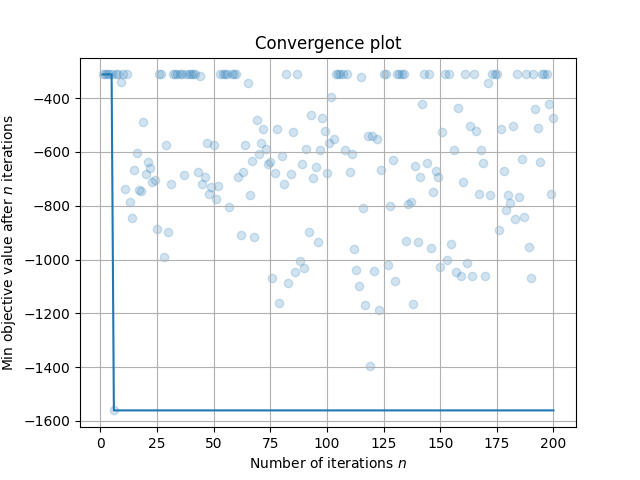 Convergence plot
Min objective value after n iterations
−400
−600
−800
−1000
−1200
−1400
−1600
0 25 50 75 100 125 150 175 200
Number of iterations n